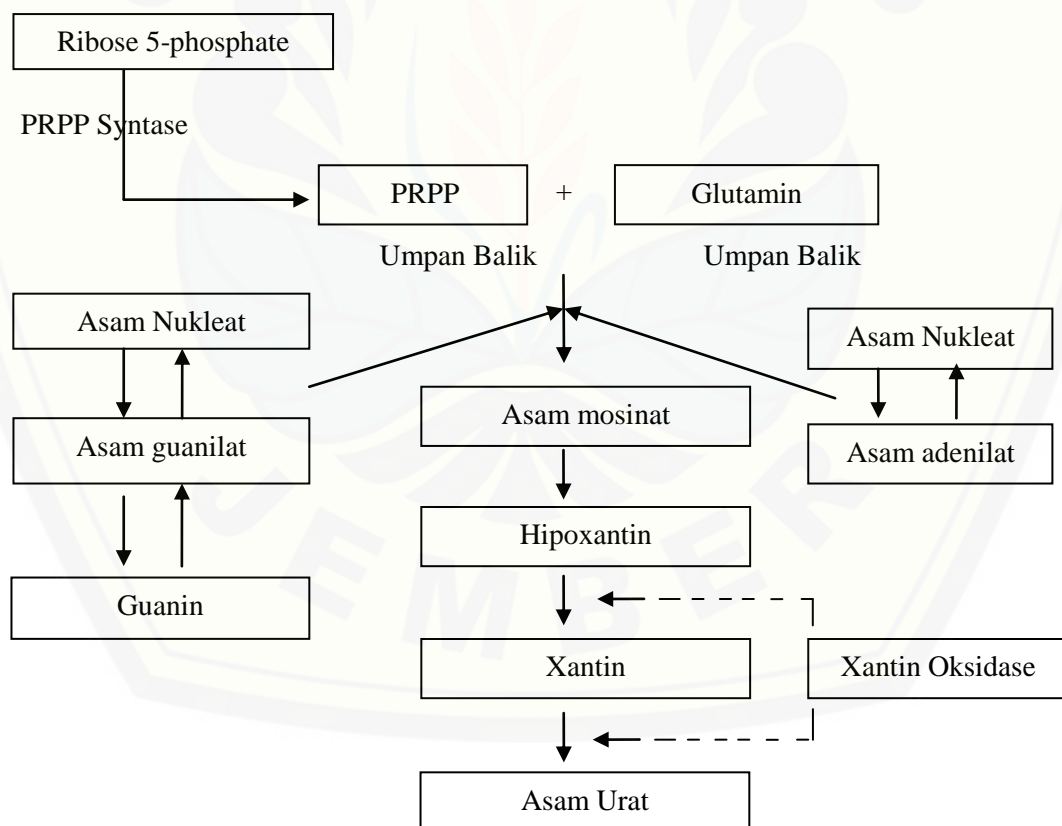 Ribose 5-phosphate
PRPP Syntase
PRPP
+
Glutamin
Umpan Balik
Umpan Balik
Asam Nukleat
Asam Nukleat
Asam mosinat
Asam guanilat
Asam adenilat
Hipoxantin
Guanin
Xantin
Xantin Oksidase
Asam Urat
JEMBER